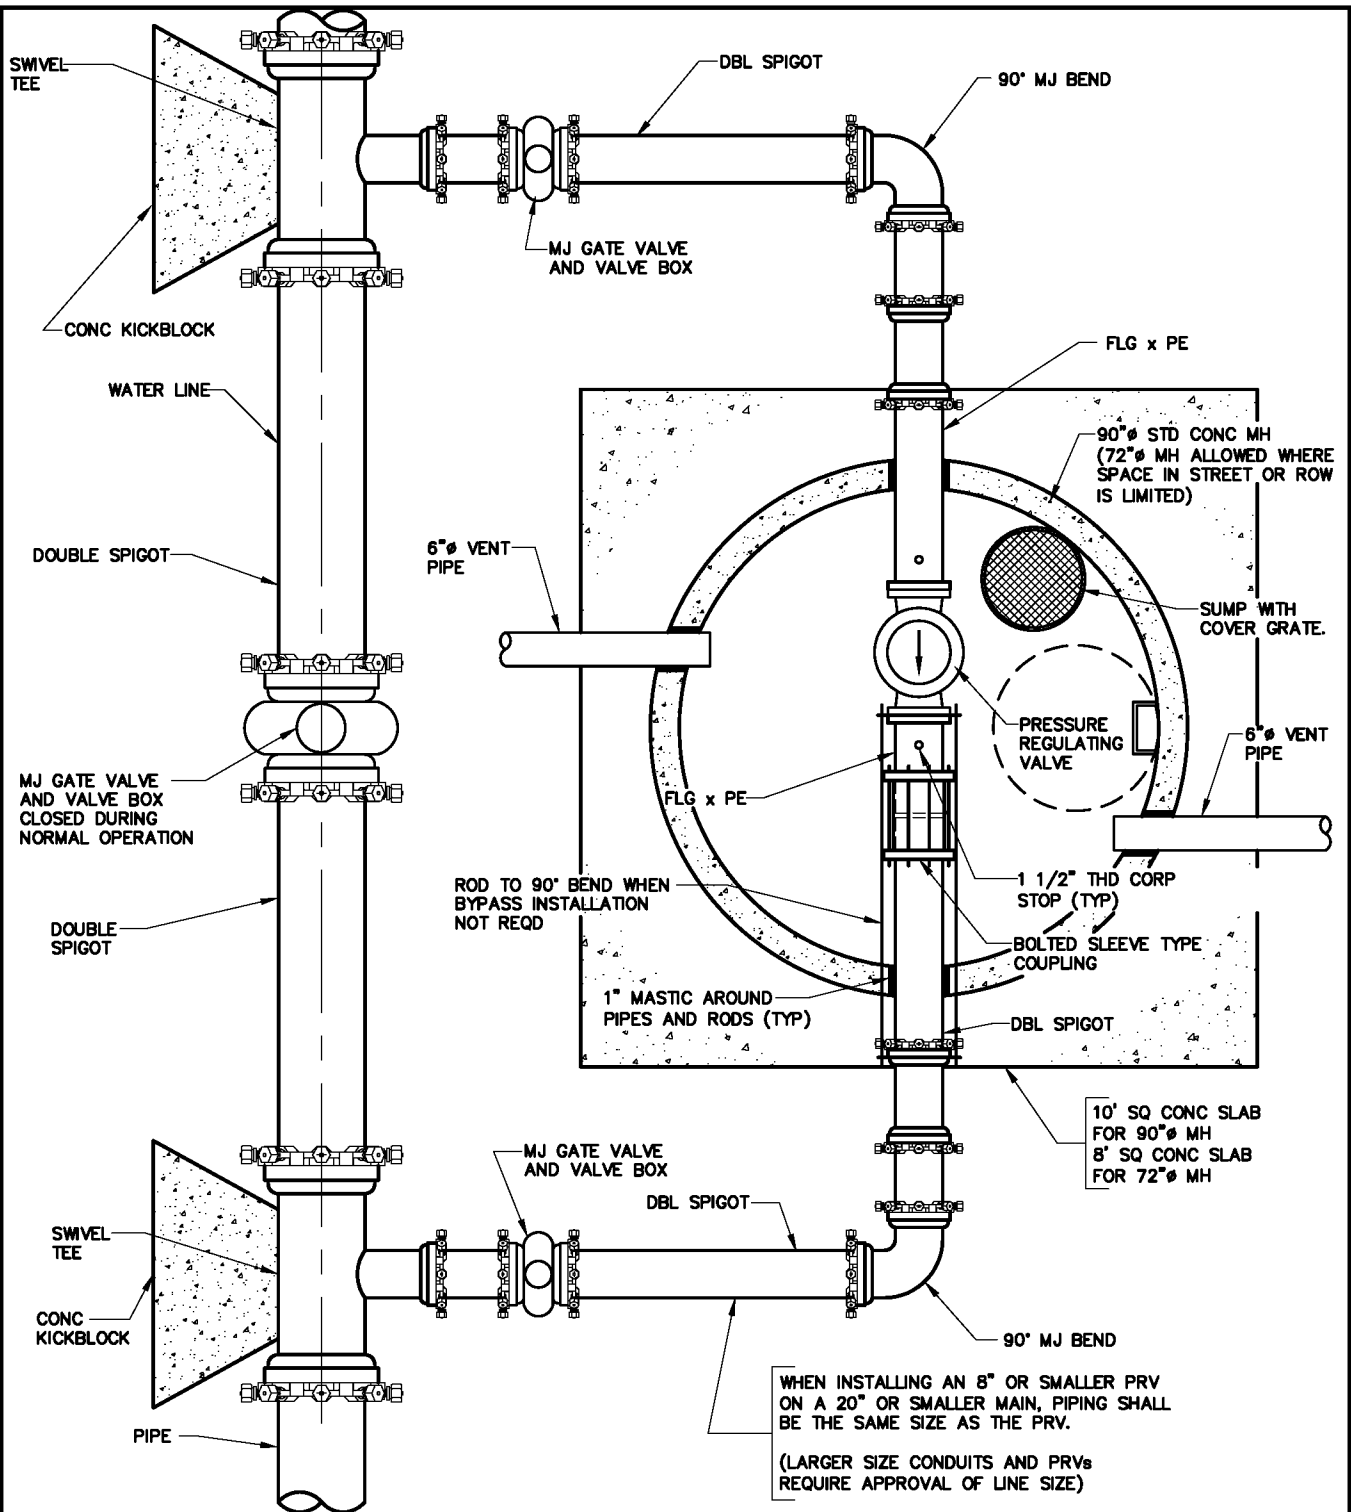 SWIVEL
TEE
DBL SPIGOT
90° MJ BEND
MJ GATE VALVE
AND VALVE BOX
CONC KICKBLOCK
FLG x PE
WATER LINE
90"ø STD CONC MH
(72"ø MH ALLOWED WHERE
SPACE IN STREET OR ROW
IS LIMITED)
DOUBLE SPIGOT
6"ø VENT
PIPE
SUMP WITH
COVER GRATE.
PRESSURE
REGULATING
VALVE
6"ø VENT
PIPE
MJ GATE VALVE
AND VALVE BOX
CLOSED DURING
NORMAL OPERATION
FLG x PE
ROD TO 90° BEND WHEN
BYPASS INSTALLATION
NOT REQD
1 1/2" THD CORP
STOP (TYP)
DOUBLE
SPIGOT
BOLTED SLEEVE TYPE
COUPLING
1" MASTIC AROUND
PIPES AND RODS (TYP)
DBL SPIGOT
10' SQ CONC SLAB
FOR 90"ø MH
8' SQ CONC SLAB
FOR 72"ø MH
MJ GATE VALVE
AND VALVE BOX
DBL SPIGOT
SWIVEL
TEE
CONC
KICKBLOCK
90° MJ BEND
WHEN INSTALLING AN 8" OR SMALLER PRV
ON A 20" OR SMALLER MAIN, PIPING SHALL
BE THE SAME SIZE AS THE PRV.
(LARGER SIZE CONDUITS AND PRVs
REQUIRE APPROVAL OF LINE SIZE)
PIPE